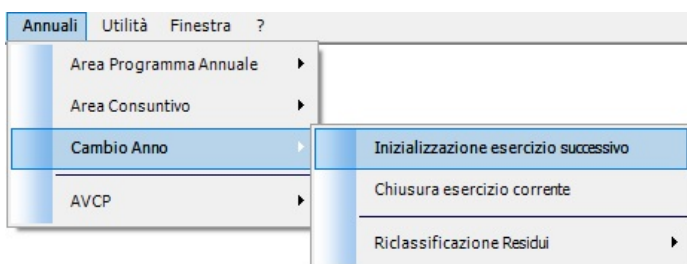 Annuali Utilità Finestra ?
Area Programma Annuale
Area Consuntivo
Cambio Anno
AVCP
Inizializzazione esercizio successivo
Chiusura esercizio corrente
Riclassificazione Residui